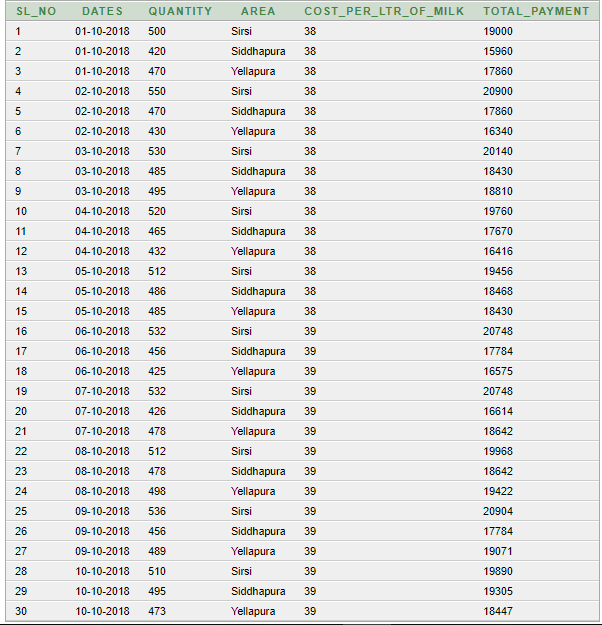 SL_NO DATES QUANTITY AREA COST_PER_LTR_OF_MILK TOTAL_PAYMENT
1 01-10-2018 500 Sirsi 38 19000
2 01-10-2018 420 Siddhapura 38 15960
3 01-10-2018 470 Yellapura 38 17860
4 02-10-2018 550 Sirsi 38 20900
5 02-10-2018 470 Siddhapura 38 17860
6 02-10-2018 430 Yellapura 38 16340
7 03-10-2018 530 Sirsi 38 20140
8 03-10-2018 485 Siddhapura 38 18430
9 03-10-2018 495 Yellapura 38 18810
10 04-10-2018 520 Sirsi 38 19760
11 04-10-2018 465 Siddhapura 38 17670
12 04-10-2018 432 Yellapura 38 16416
13 05-10-2018 512 Sirsi 38 19456
14 05-10-2018 486 Siddhapura 38 18468
15 05-10-2018 485 Yellapura 38 18430
16 06-10-2018 532 Sirsi 39 20748
17 06-10-2018 456 Siddhapura 39 17784
18 06-10-2018 425 Yellapura 39 16575
19 07-10-2018 532 Sirsi 39 20748
20 07-10-2018 426 Siddhapura 39 16614
21 07-10-2018 478 Yellapura 39 18642
22 08-10-2018 512 Sirsi 39 19968
23 08-10-2018 478 Siddhapura 39 18642
24 08-10-2018 498 Yellapura 39 19422
25 09-10-2018 536 Sirsi 39 20904
26 09-10-2018 456 Siddhapura 39 17784
27 09-10-2018 489 Yellapura 39 19071
28 10-10-2018 510 Sirsi 39 19890
29 10-10-2018 495 Siddhapura 39 19305
30 10-10-2018 473 Yellapura 39 18447